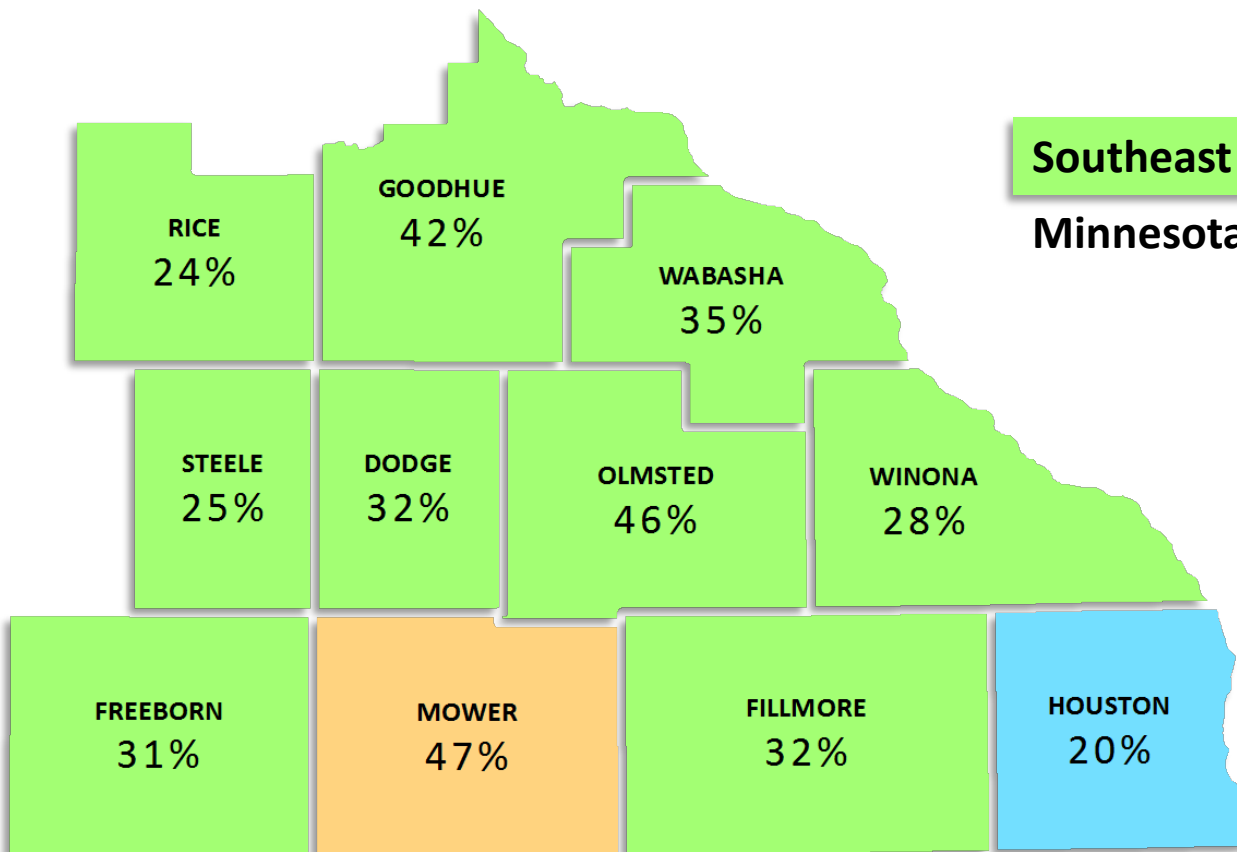 GOODHUE
42%
RICE
24%
WABASHA
35%
Southeast
Minnesota
STEELE
25%
DODGE
32%
OLMSTED
46%
WINONA
28%
FREEBORN
31%
MOWER
47%
FILLMORE
32%
HOUSTON
20%